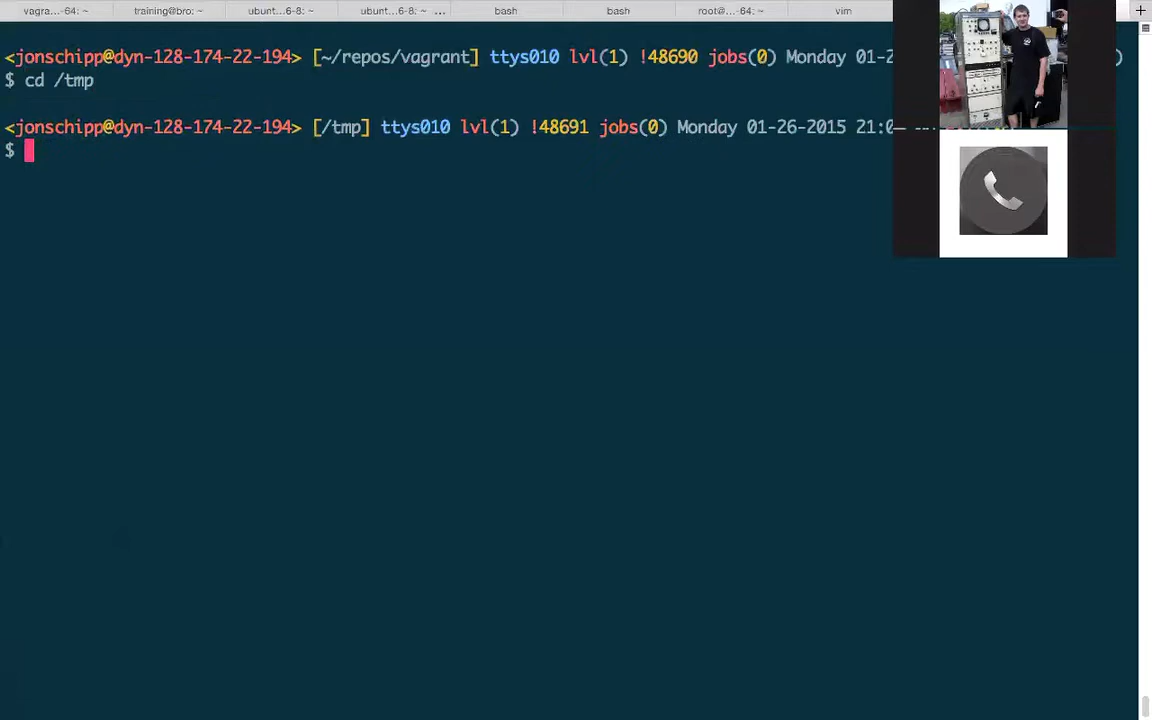 vagra...-64: ~ training@bro: ~ ubunt...6-8: ~ ubunt...6-8: ~ ... bash bash root@...-64: ~ vim +
<jonschipp@dyn-128-174-22-194> [~/repos/vagrant] ttys010 lvl(1) !48690 jobs(0) Monday 01-2 )
$ cd /tmp
<jonschipp@dyn-128-174-22-194> [/tmp] ttys010 lvl(1) !48691 jobs(0) Monday 01-26-2015 21:0
$